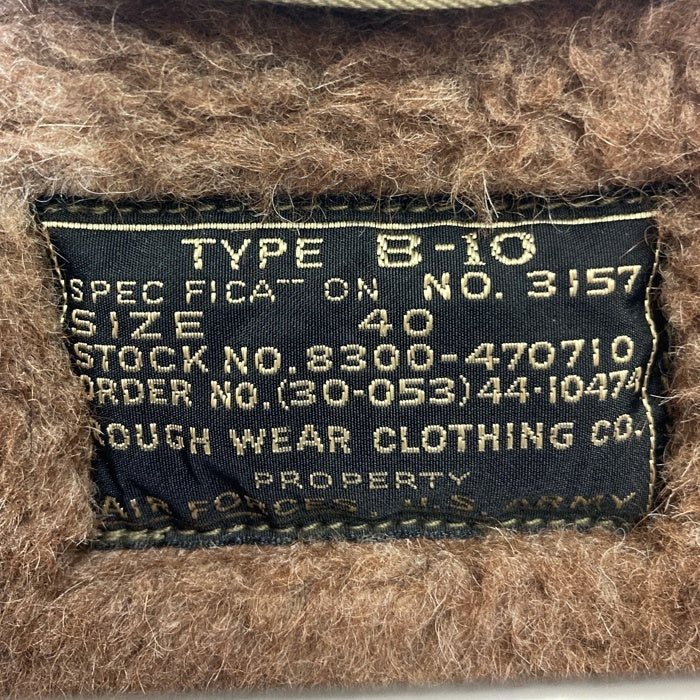 TYPE B-10
SPECIFICATION NO. 3157
SIZE 40
STOCK NO. 8300-470710
ORDER NO. (30-053) 44-10474
ROUGH WEAR CLOTHING CO.
PROPERTY
AIR FORCES, U.S. ARMY